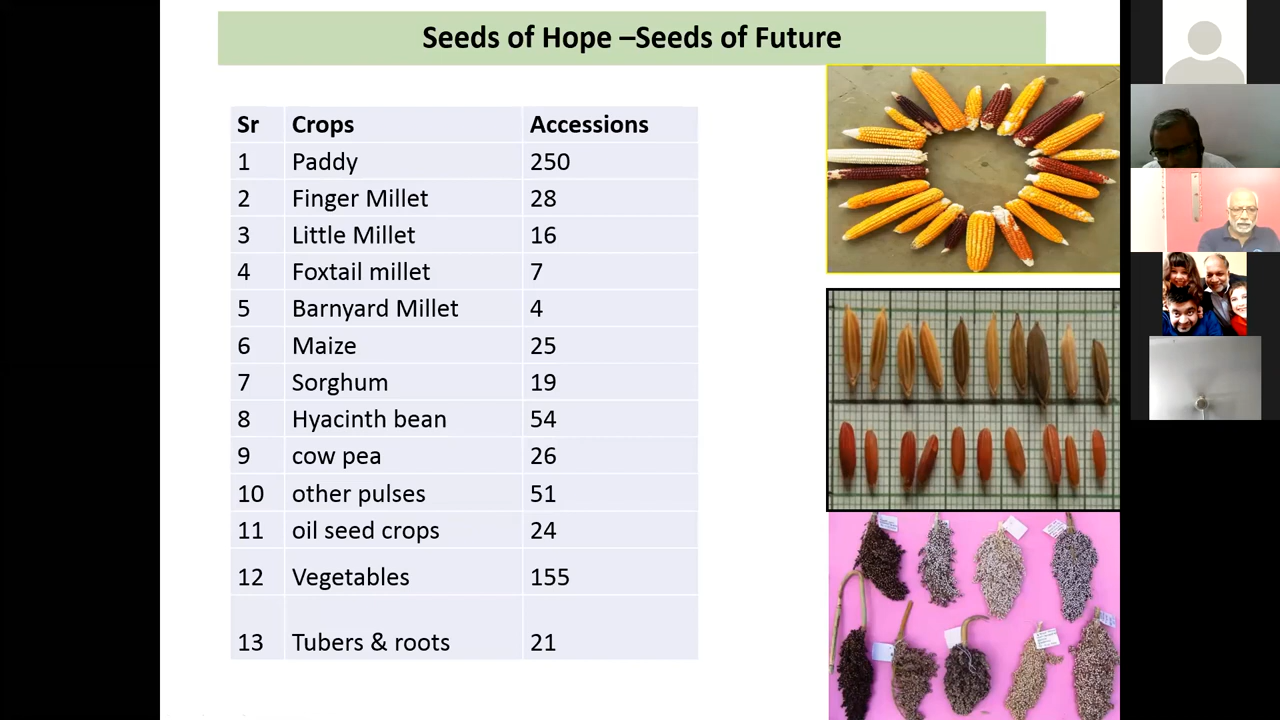 Seeds of Hope –Seeds of Future
Sr Crops Accessions
1 Paddy 250
2 Finger Millet 28
3 Little Millet 16
4 Foxtail millet 7
5 Barnyard Millet 4
6 Maize 25
7 Sorghum 19
8 Hyacinth bean 54
9 cow pea 26
10 other pulses 51
11 oil seed crops 24
12 Vegetables 155
13 Tubers & roots 21